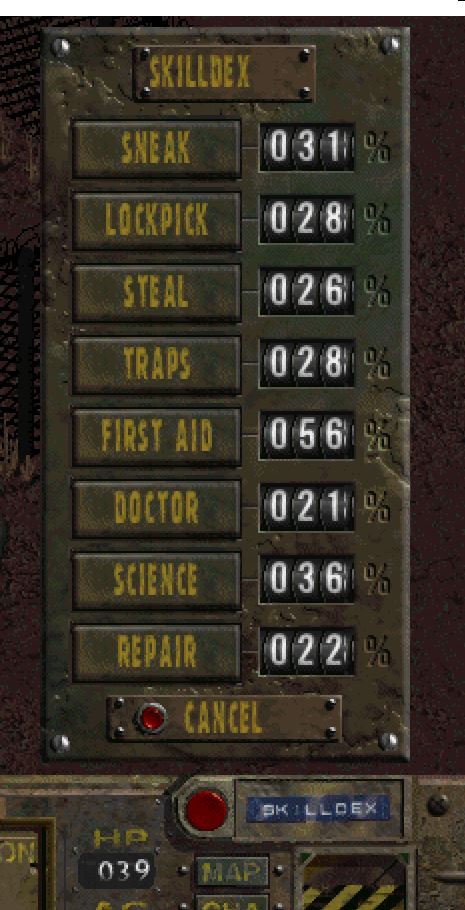 SKILLDEX
SNEAK 031 %
LOCKPICK 028 %
STEAL 026 %
TRAPS 028 %
FIRST AID 056 %
DOCTOR 021 %
SCIENCE 036 %
REPAIR 022 %
CANCEL
SKILLDEX
HP
ON
039
MAP